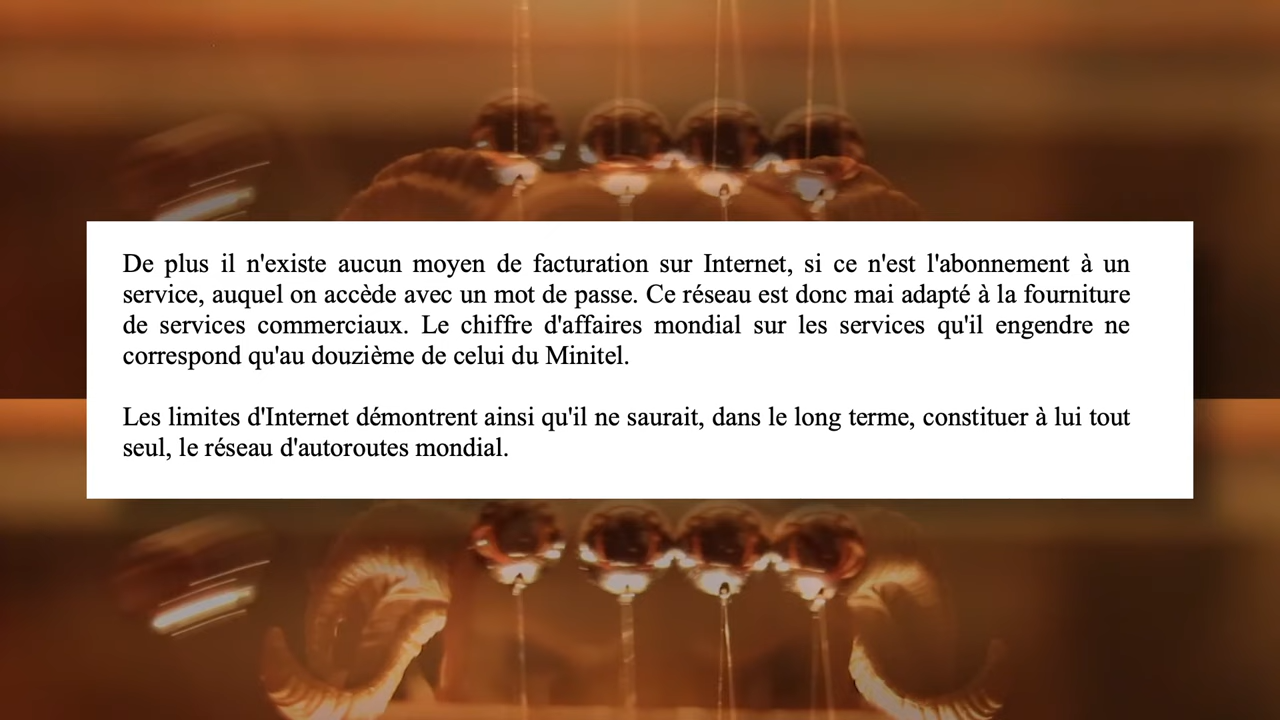 De plus il n'existe aucun moyen de facturation sur Internet, si ce n'est l'abonnement à un
service, auquel on accède avec un mot de passe. Ce réseau est donc mai adapté à la fourniture
de services commerciaux. Le chiffre d'affaires mondial sur les services qu'il engendre ne
correspond qu'au douzième de celui du Minitel.
Les limites d'Internet démontrent ainsi qu'il ne saurait, dans le long terme, constituer à lui tout
seul, le réseau d'autoroutes mondial.